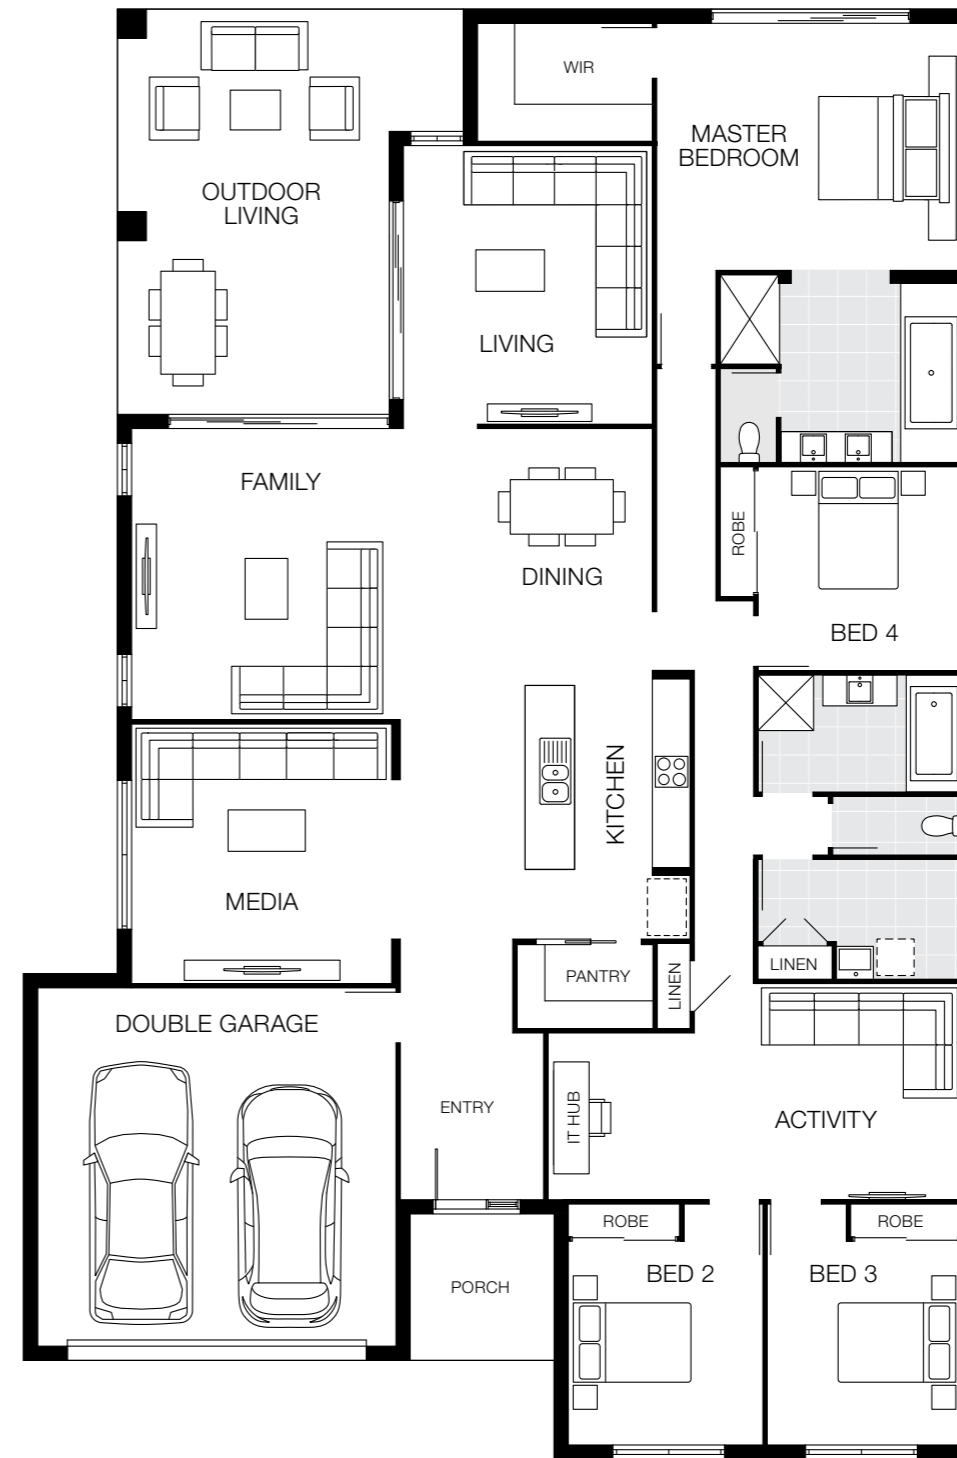 WIR
MASTER
BEDROOM
OUTDOOR
LIVING
LIVING
FAMILY
DINING
ROBE
BED 4
KITCHEN
MEDIA
PANTRY
LINEN
LINEN
DOUBLE GARAGE
ENTRY
IT HUB
ACTIVITY
ROBE
ROBE
BED 2
BED 3
PORCH